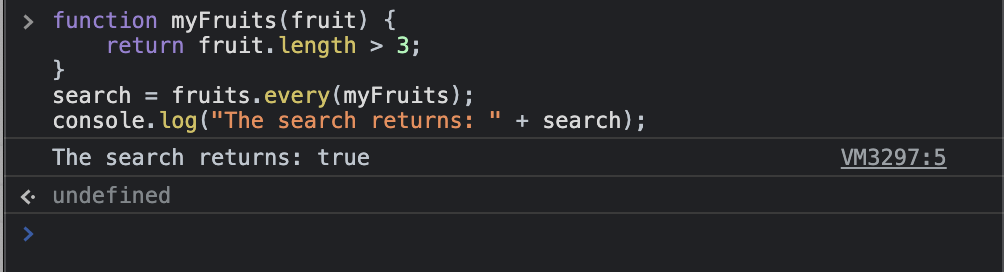 function myFruits(fruit) {
    return fruit.length > 3;
}
search = fruits.every(myFruits);
console.log("The search returns: " + search);
The search returns: true VM3297:5
undefined